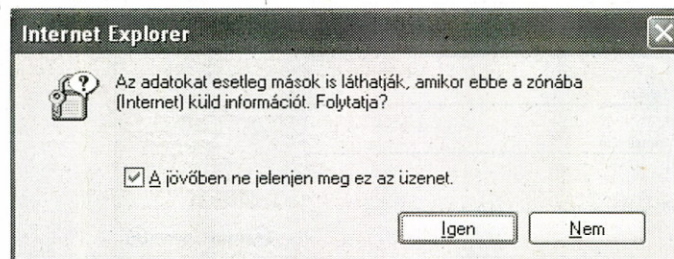 Internet Explorer
Az adatokat esetleg mások is láthatják, amikor ebbe a zónába
(Internet) küld információt. Folytatja?
A jövőben ne jelenjen meg ez az üzenet.
Igen
Nem